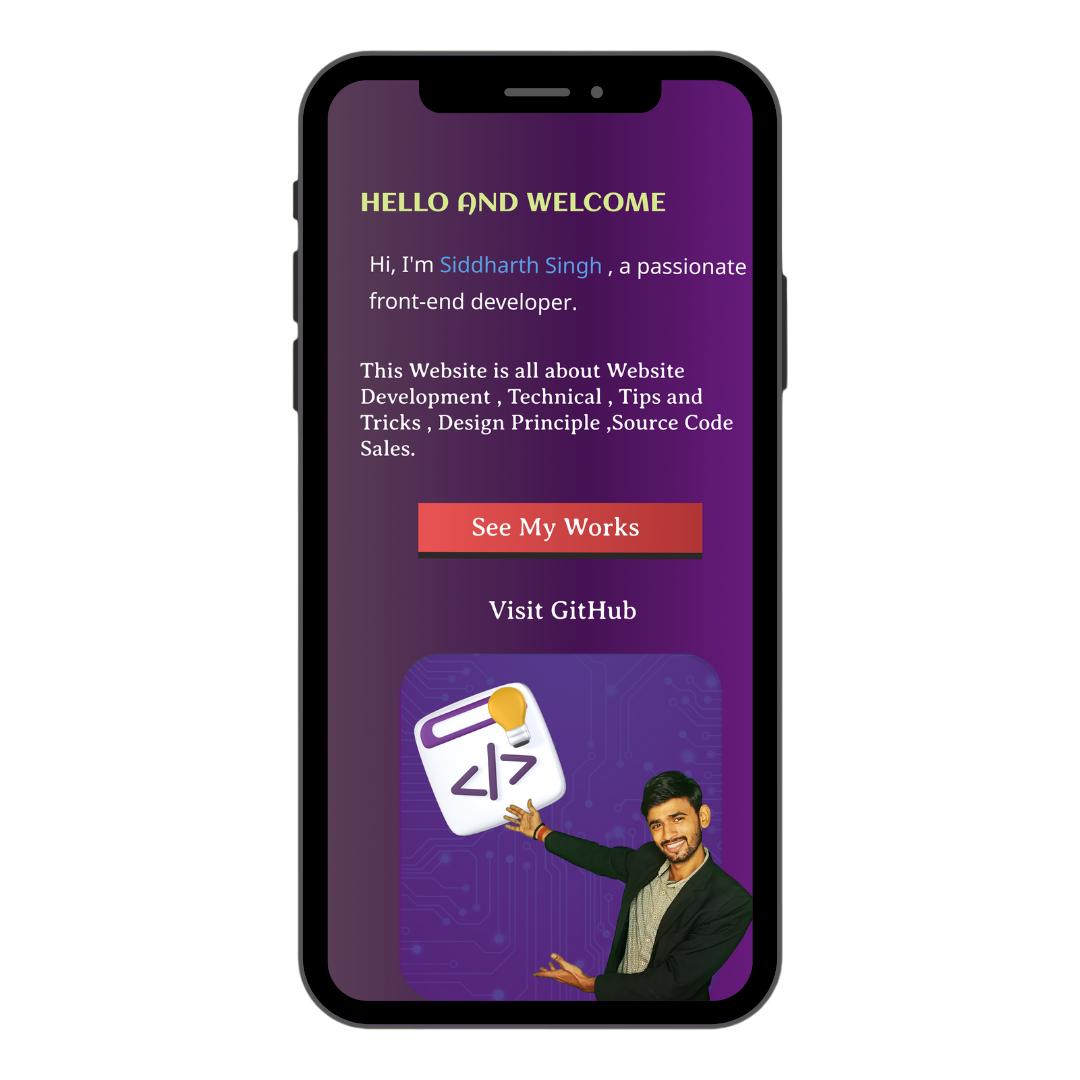 HELLO AND WELCOME
Hi, I'm Siddharth Singh , a passionate
front-end developer.
This Website is all about Website
Development , Technical , Tips and
Tricks , Design Principle ,Source Code
Sales.
See My Works
Visit GitHub
</>